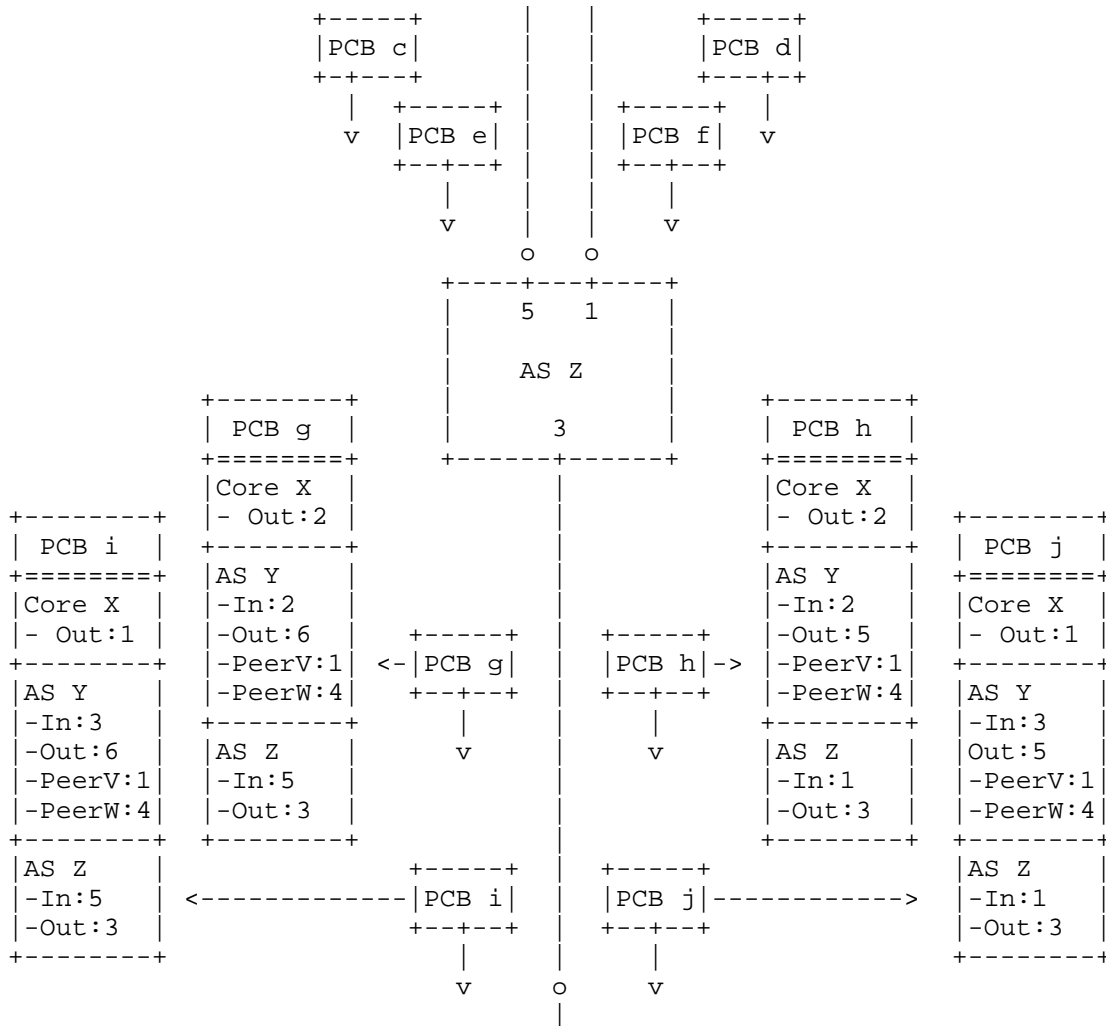 PCB c
PCB d
PCB e
PCB f
5 1
AS Z
3
PCB g
Core X
- Out:2
AS Y
-In:2
-Out:6
-PeerV:1
-PeerW:4
AS Z
-In:5
-Out:3
PCB h
Core X
- Out:2
AS Y
-In:2
-Out:5
-PeerV:1
-PeerW:4
AS Z
-In:1
-Out:3
PCB i
Core X
- Out:1
AS Y
-In:3
-Out:6
-PeerV:1
-PeerW:4
AS Z
-In:5
-Out:3
PCB j
Core X
- Out:1
AS Y
-In:3
Out:5
-PeerV:1
-PeerW:4
AS Z
-In:1
-Out:3
PCB g
PCB h
PCB i
PCB j